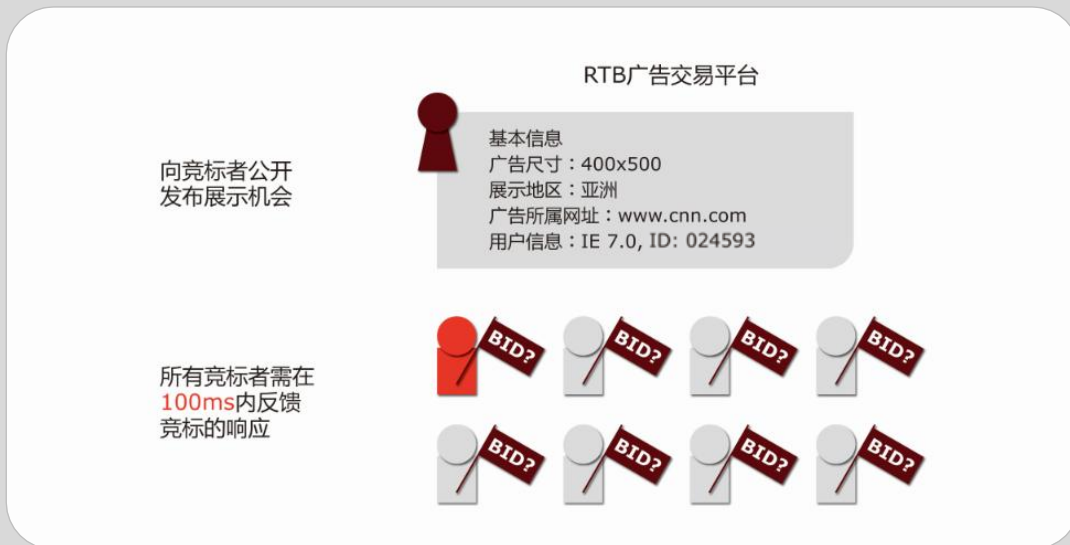 RTB广告交易平台
向竞标者公开
发布展示机会
基本信息
广告尺寸：400x500
展示地区：亚洲
广告所属网址：www.cnn.com
用户信息：IE 7.0, ID: 024593
BID? BID? BID? BID?
所有竞标者需在
100ms内反馈
竞标的响应
BID? BID? BID? BID?